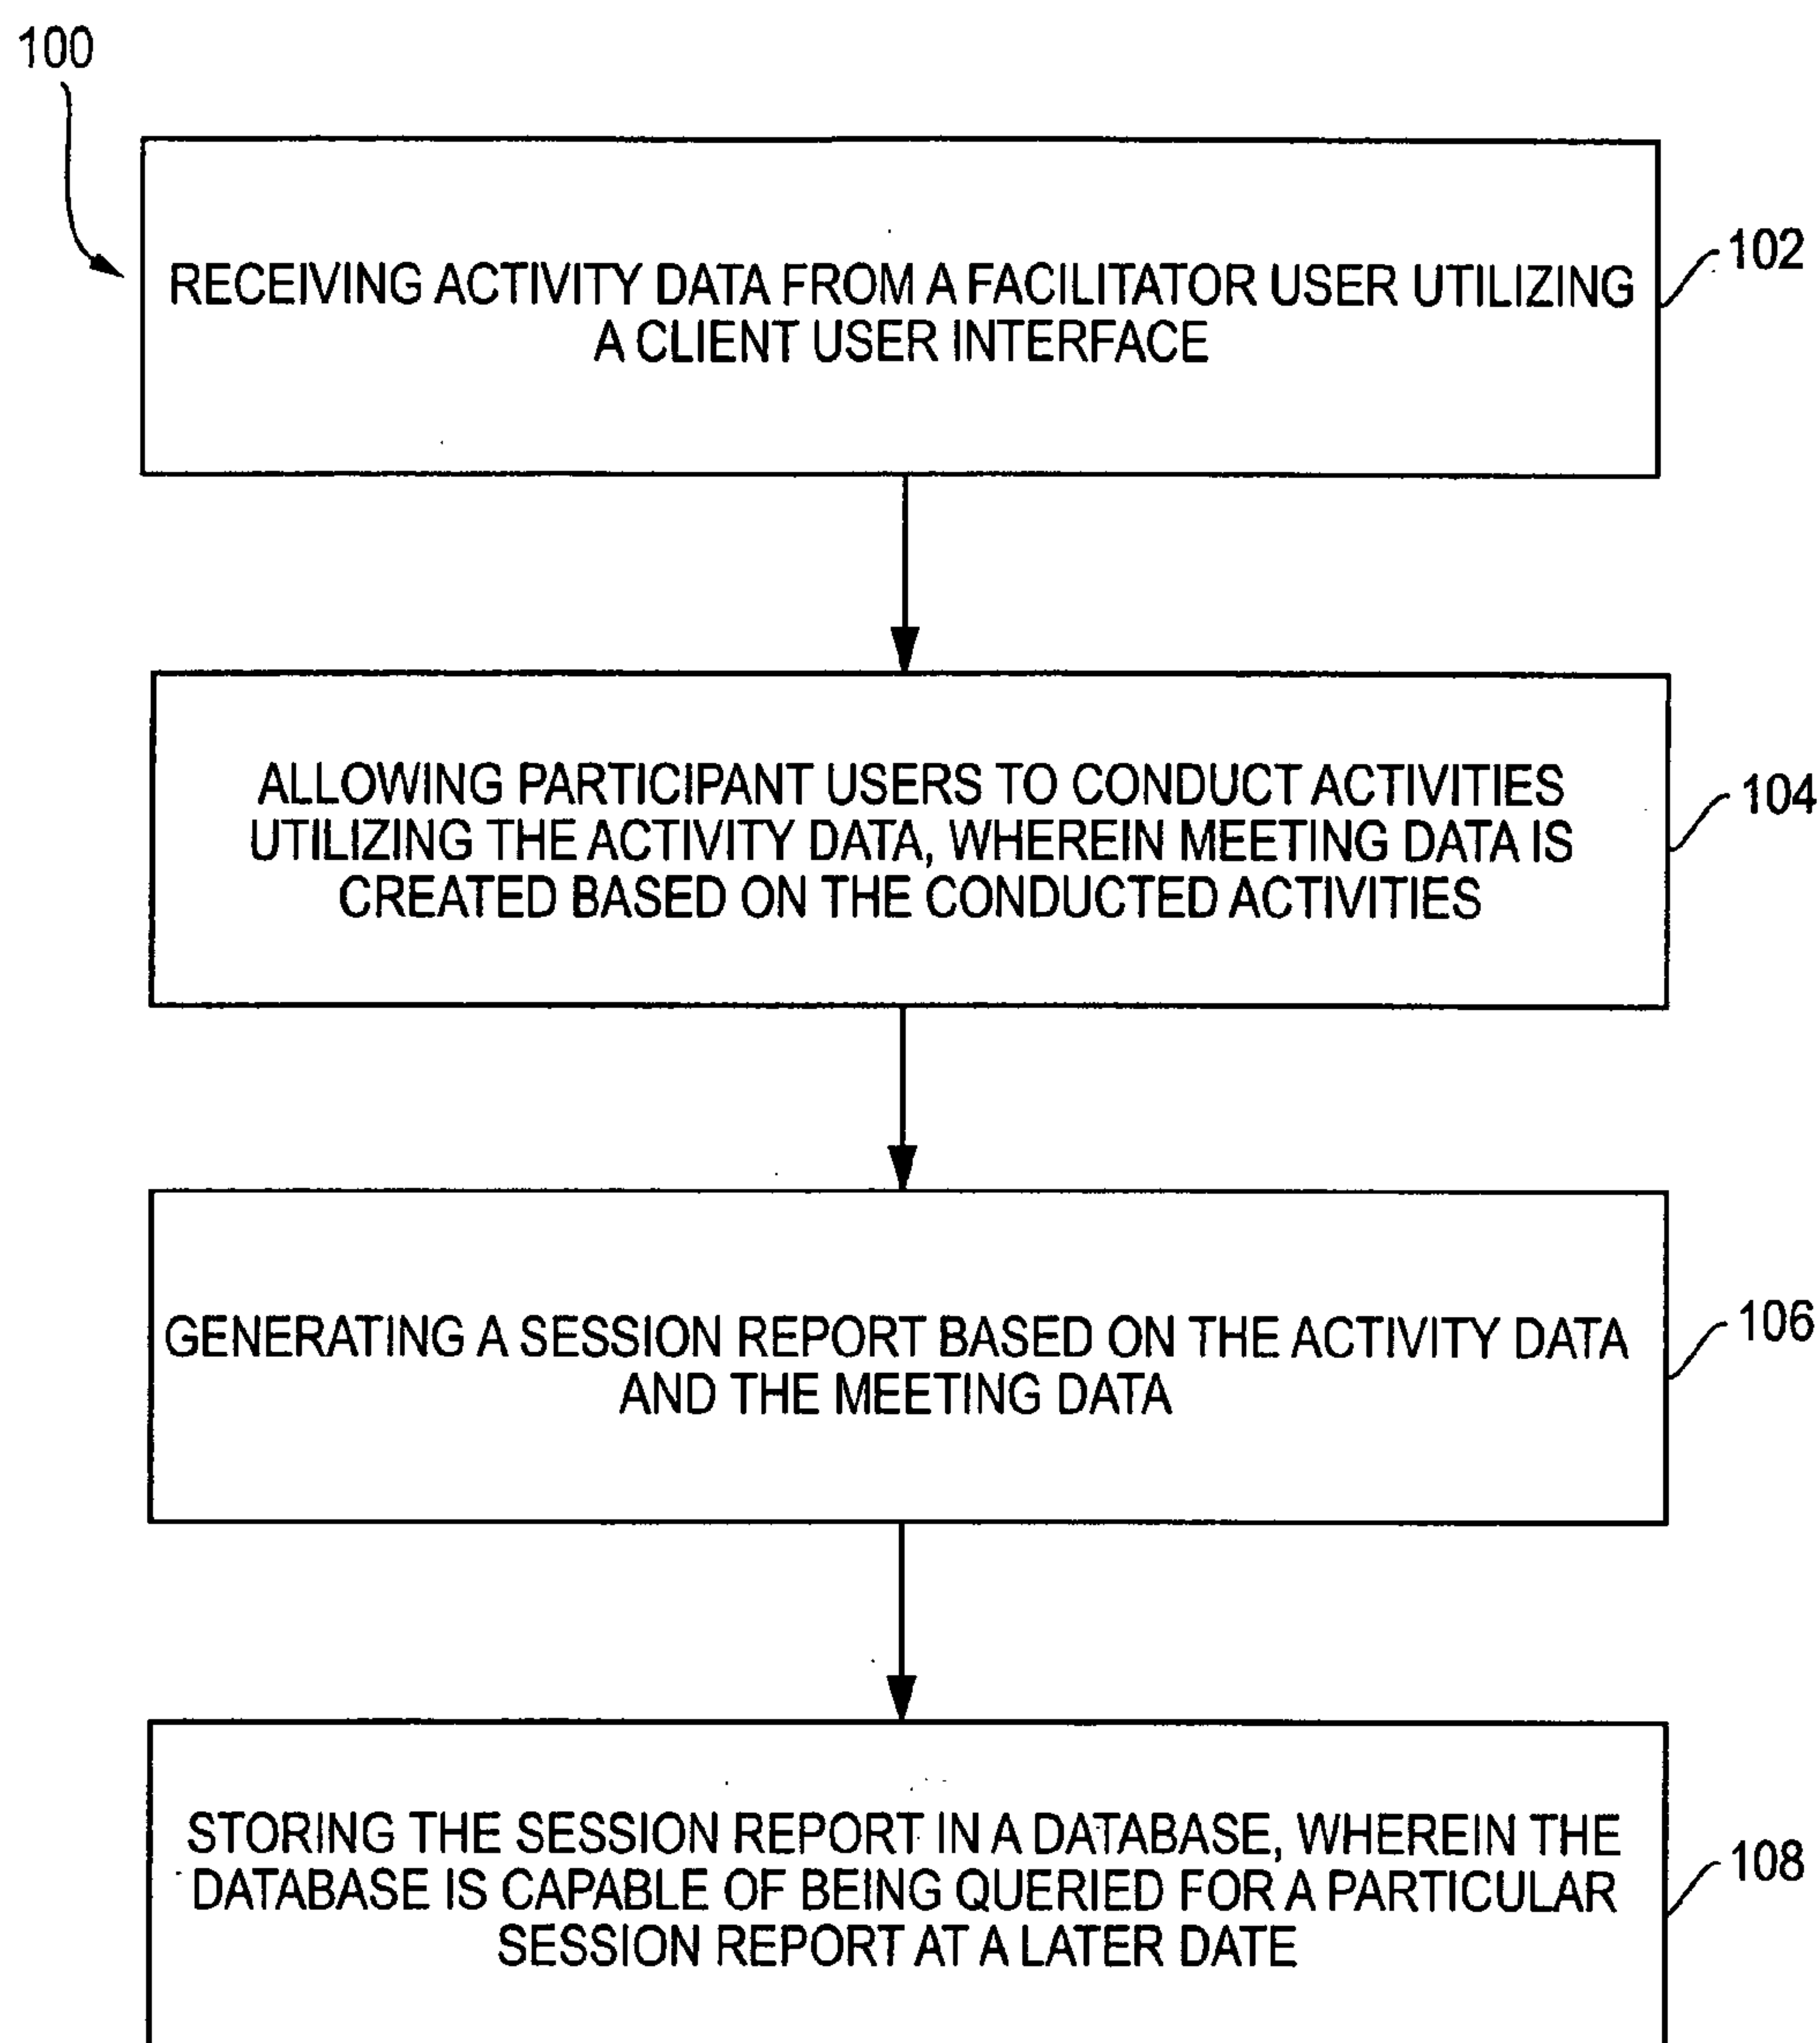 100
RECEIVING ACTIVITY DATA FROM A FACILITATOR USER UTILIZING
A CLIENT USER INTERFACE
102
ALLOWING PARTICIPANT USERS TO CONDUCT ACTIVITIES
UTILIZING THE ACTIVITY DATA, WHEREIN MEETING DATA IS
CREATED BASED ON THE CONDUCTED ACTIVITIES
104
GENERATING A SESSION REPORT BASED ON THE ACTIVITY DATA
AND THE MEETING DATA
106
STORING THE SESSION REPORT IN A DATABASE, WHEREIN THE
DATABASE IS CAPABLE OF BEING QUERIED FOR A PARTICULAR
SESSION REPORT AT A LATER DATE
108